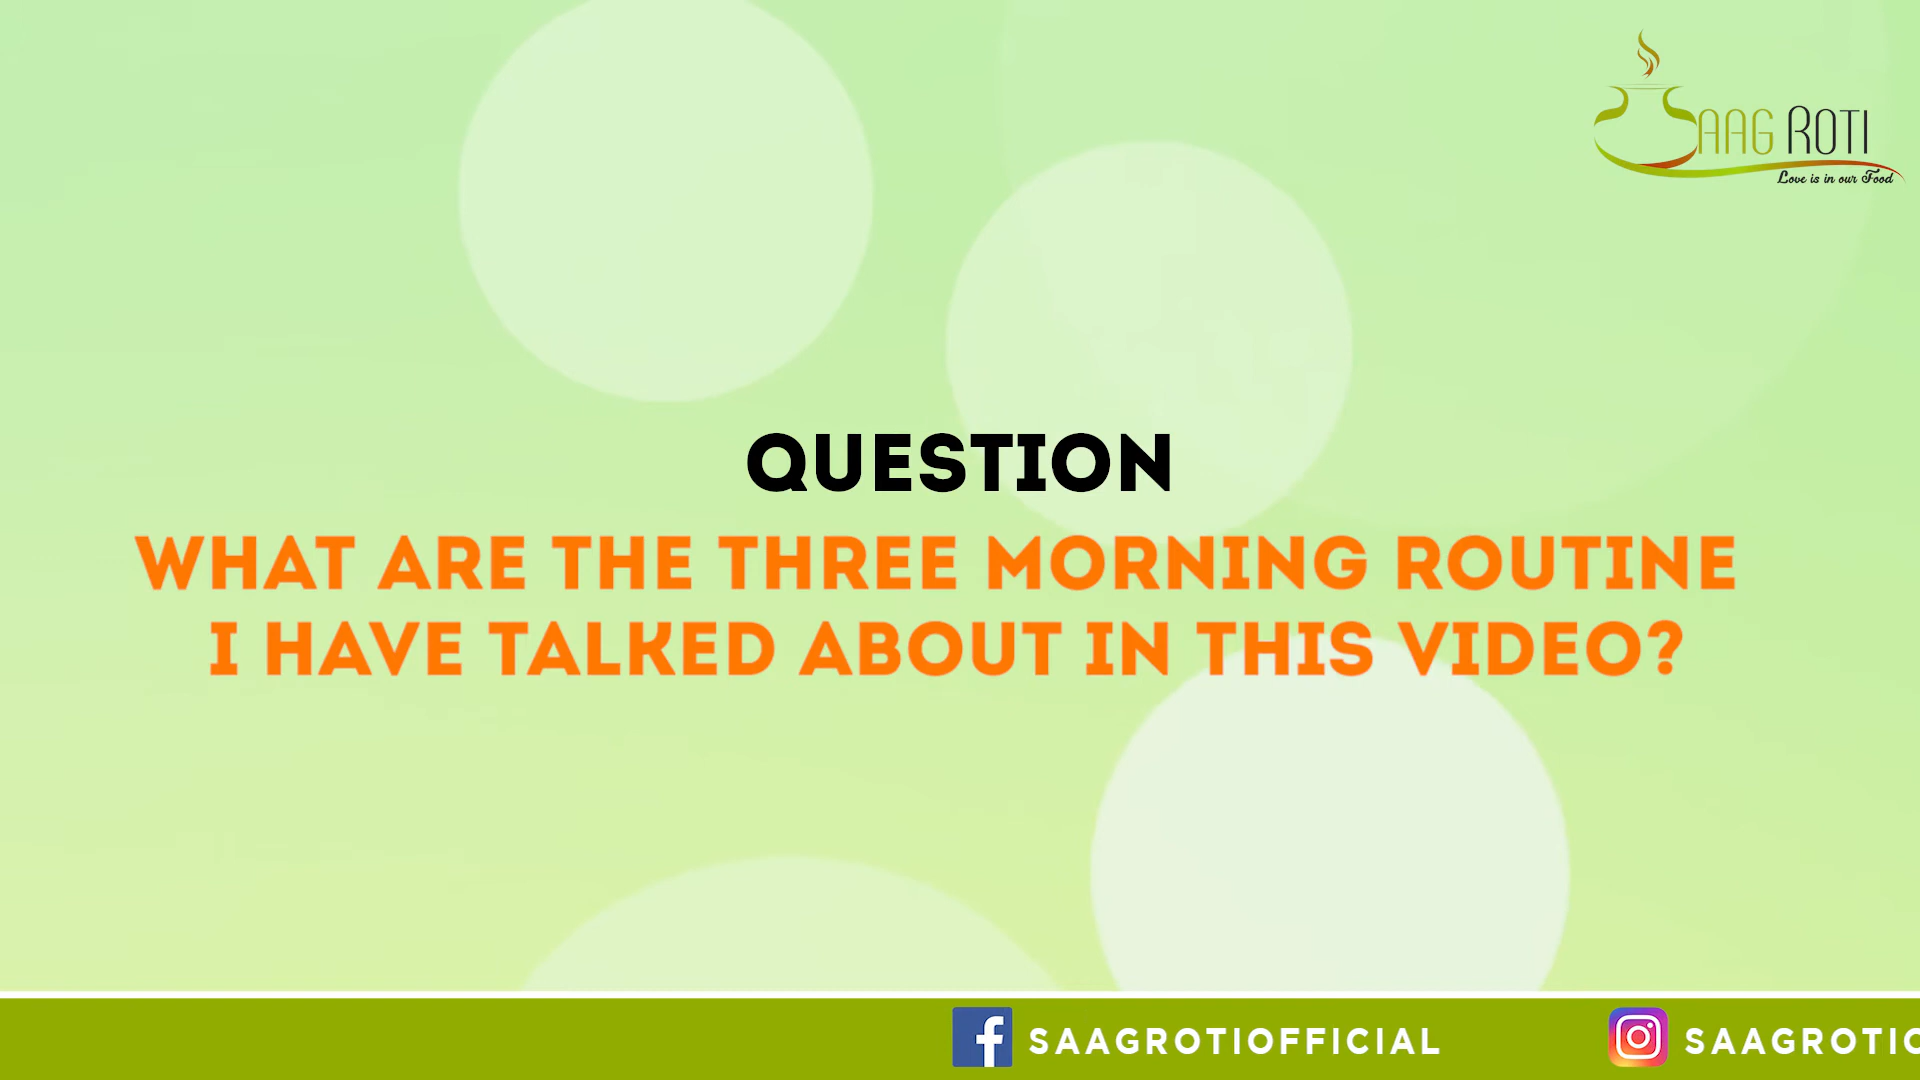 SAAG ROTI
Love is in our Food
QUESTION
WHAT ARE THE THREE MORNING ROUTINE
I HAVE TALKED ABOUT IN THIS VIDEO?
SAAGROTIOFFICIAL
SAAGROTIO